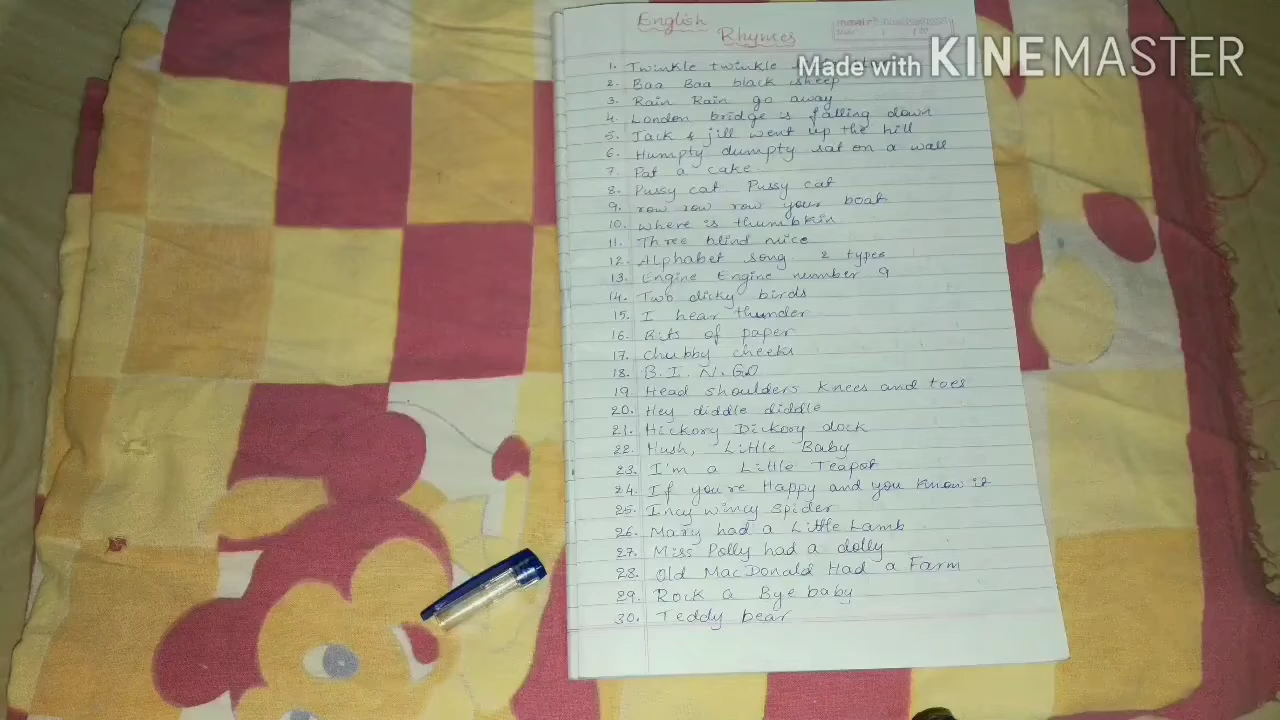 English
Rhymes
Made with KINEMASTER
1. Twinkle twinkle
2. Baa Baa black sheep
3. Rain Rain go away
4. London bridge is falling down
5. Jack & jill went up the hill
6. Humpty dumpty sat on a wall
7. Pat a cake
8. Pussy cat Pussy cat
9. row row row your boat
10. where is thumbkin
11. Three blind mice
12. Alphabet song 2 types
13. Engine Engine number 9
14. Two dicky birds
15. I hear thunder
16. Bits of paper
17. Chubby cheeks
18. B. I. N. G.O
19. Head shoulders knees and toes
20. Hey diddle diddle
21. Hickory Dickory dock
22. Hush, Little Baby
23. I'm a Little Teapot
24. If you're Happy and you know it
25. Incy wincy spider
26. Mary had a Little Lamb
27. Miss Polly had a dolly
28. Old MacDonald Had a Farm
29. Rock a Bye baby
30. Teddy bear